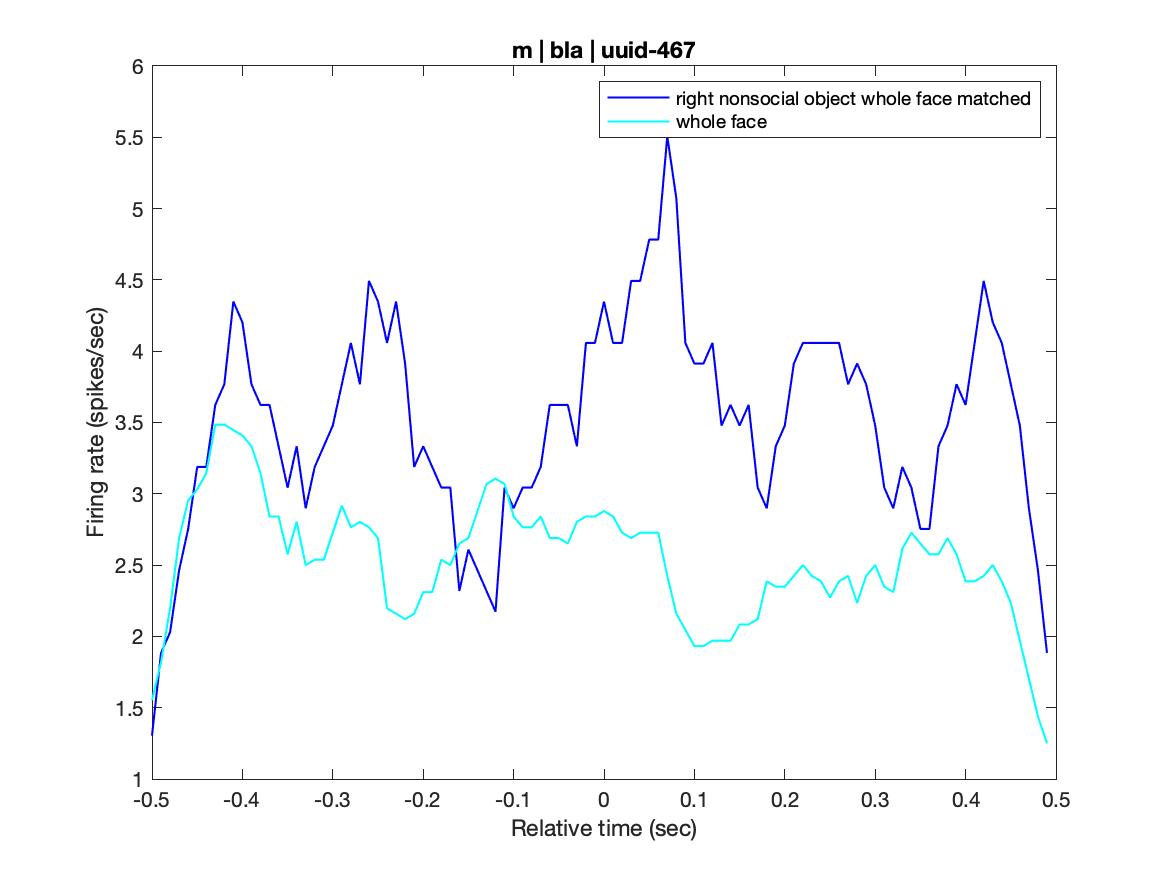 m | bla | uuid-467
right nonsocial object whole face matched
whole face
Firing rate (spikes/sec)
6
5.5
5
4.5
4
3.5
3
2.5
2
1.5
1
-0.5 -0.4 -0.3 -0.2 -0.1 0 0.1 0.2 0.3 0.4 0.5
Relative time (sec)